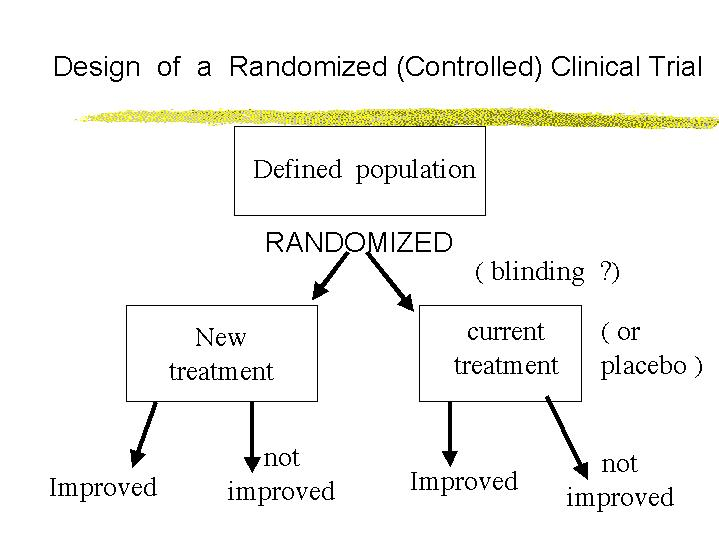 Design of a Randomized (Controlled) Clinical Trial
Defined population
RANDOMIZED
( blinding ?)
New
treatment
current
treatment
( or
placebo )
Improved
not
improved
Improved
not
improved